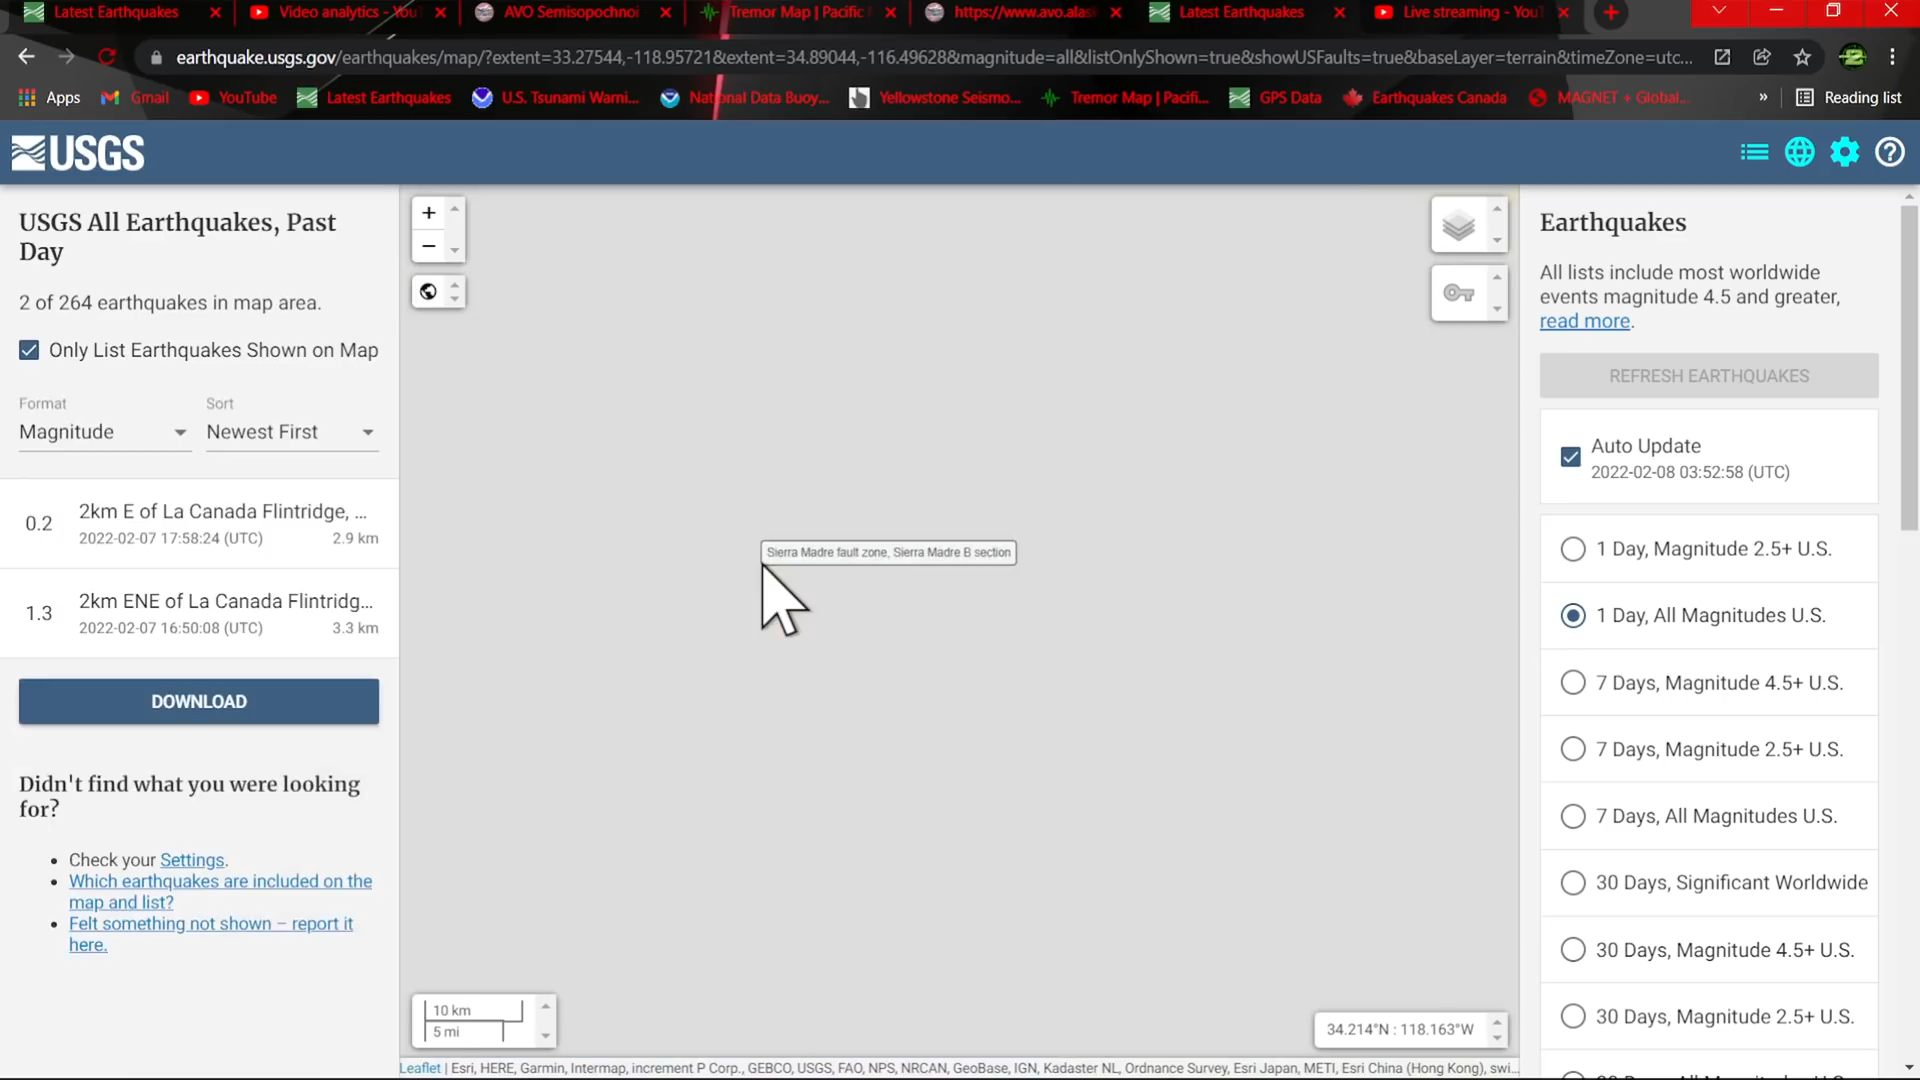 Latest Earthquakes
Video analytics - YouT
AVO Semisopochnoi
Tremor Map | Pacific
https://www.avo.alask
Latest Earthquakes
Live streaming - YouT
earthquake.usgs.gov/earthquakes/map/?extent=33.27544,-118.95721&extent=34.89044,-116.49628&magnitude=all&listOnlyShown=true&showUSFaults=true&baseLayer=terrain&timeZone=utc...
Apps
Gmail
YouTube
Latest Earthquakes
U.S. Tsunami Warni...
National Data Buoy...
Yellowstone Seismo...
Tremor Map | Pacifi...
GPS Data
Earthquakes Canada
MAGNET + Global...
»
Reading list
USGS
USGS All Earthquakes, Past
Day
2 of 264 earthquakes in map area.
Only List Earthquakes Shown on Map
Format
Sort
Magnitude
Newest First
0.2
2km E of La Canada Flintridge, ...
2022-02-07 17:58:24 (UTC)
2.9 km
1.3
2km ENE of La Canada Flintridg...
2022-02-07 16:50:08 (UTC)
3.3 km
DOWNLOAD
Didn't find what you were looking
for?
• Check your Settings.
• Which earthquakes are included on the
map and list?
• Felt something not shown – report it
here.
+
−
Sierra Madre fault zone, Sierra Madre B section
10 km
5 mi
34.214°N : 118.163°W
Leaflet | Esri, HERE, Garmin, Intermap, increment P Corp., GEBCO, USGS, FAO, NPS, NRCAN, GeoBase, IGN, Kadaster NL, Ordnance Survey, Esri Japan, METI, Esri China (Hong Kong), swi...
Earthquakes
All lists include most worldwide
events magnitude 4.5 and greater,
read more.
REFRESH EARTHQUAKES
Auto Update
2022-02-08 03:52:58 (UTC)
1 Day, Magnitude 2.5+ U.S.
1 Day, All Magnitudes U.S.
7 Days, Magnitude 4.5+ U.S.
7 Days, Magnitude 2.5+ U.S.
7 Days, All Magnitudes U.S.
30 Days, Significant Worldwide
30 Days, Magnitude 4.5+ U.S.
30 Days, Magnitude 2.5+ U.S.